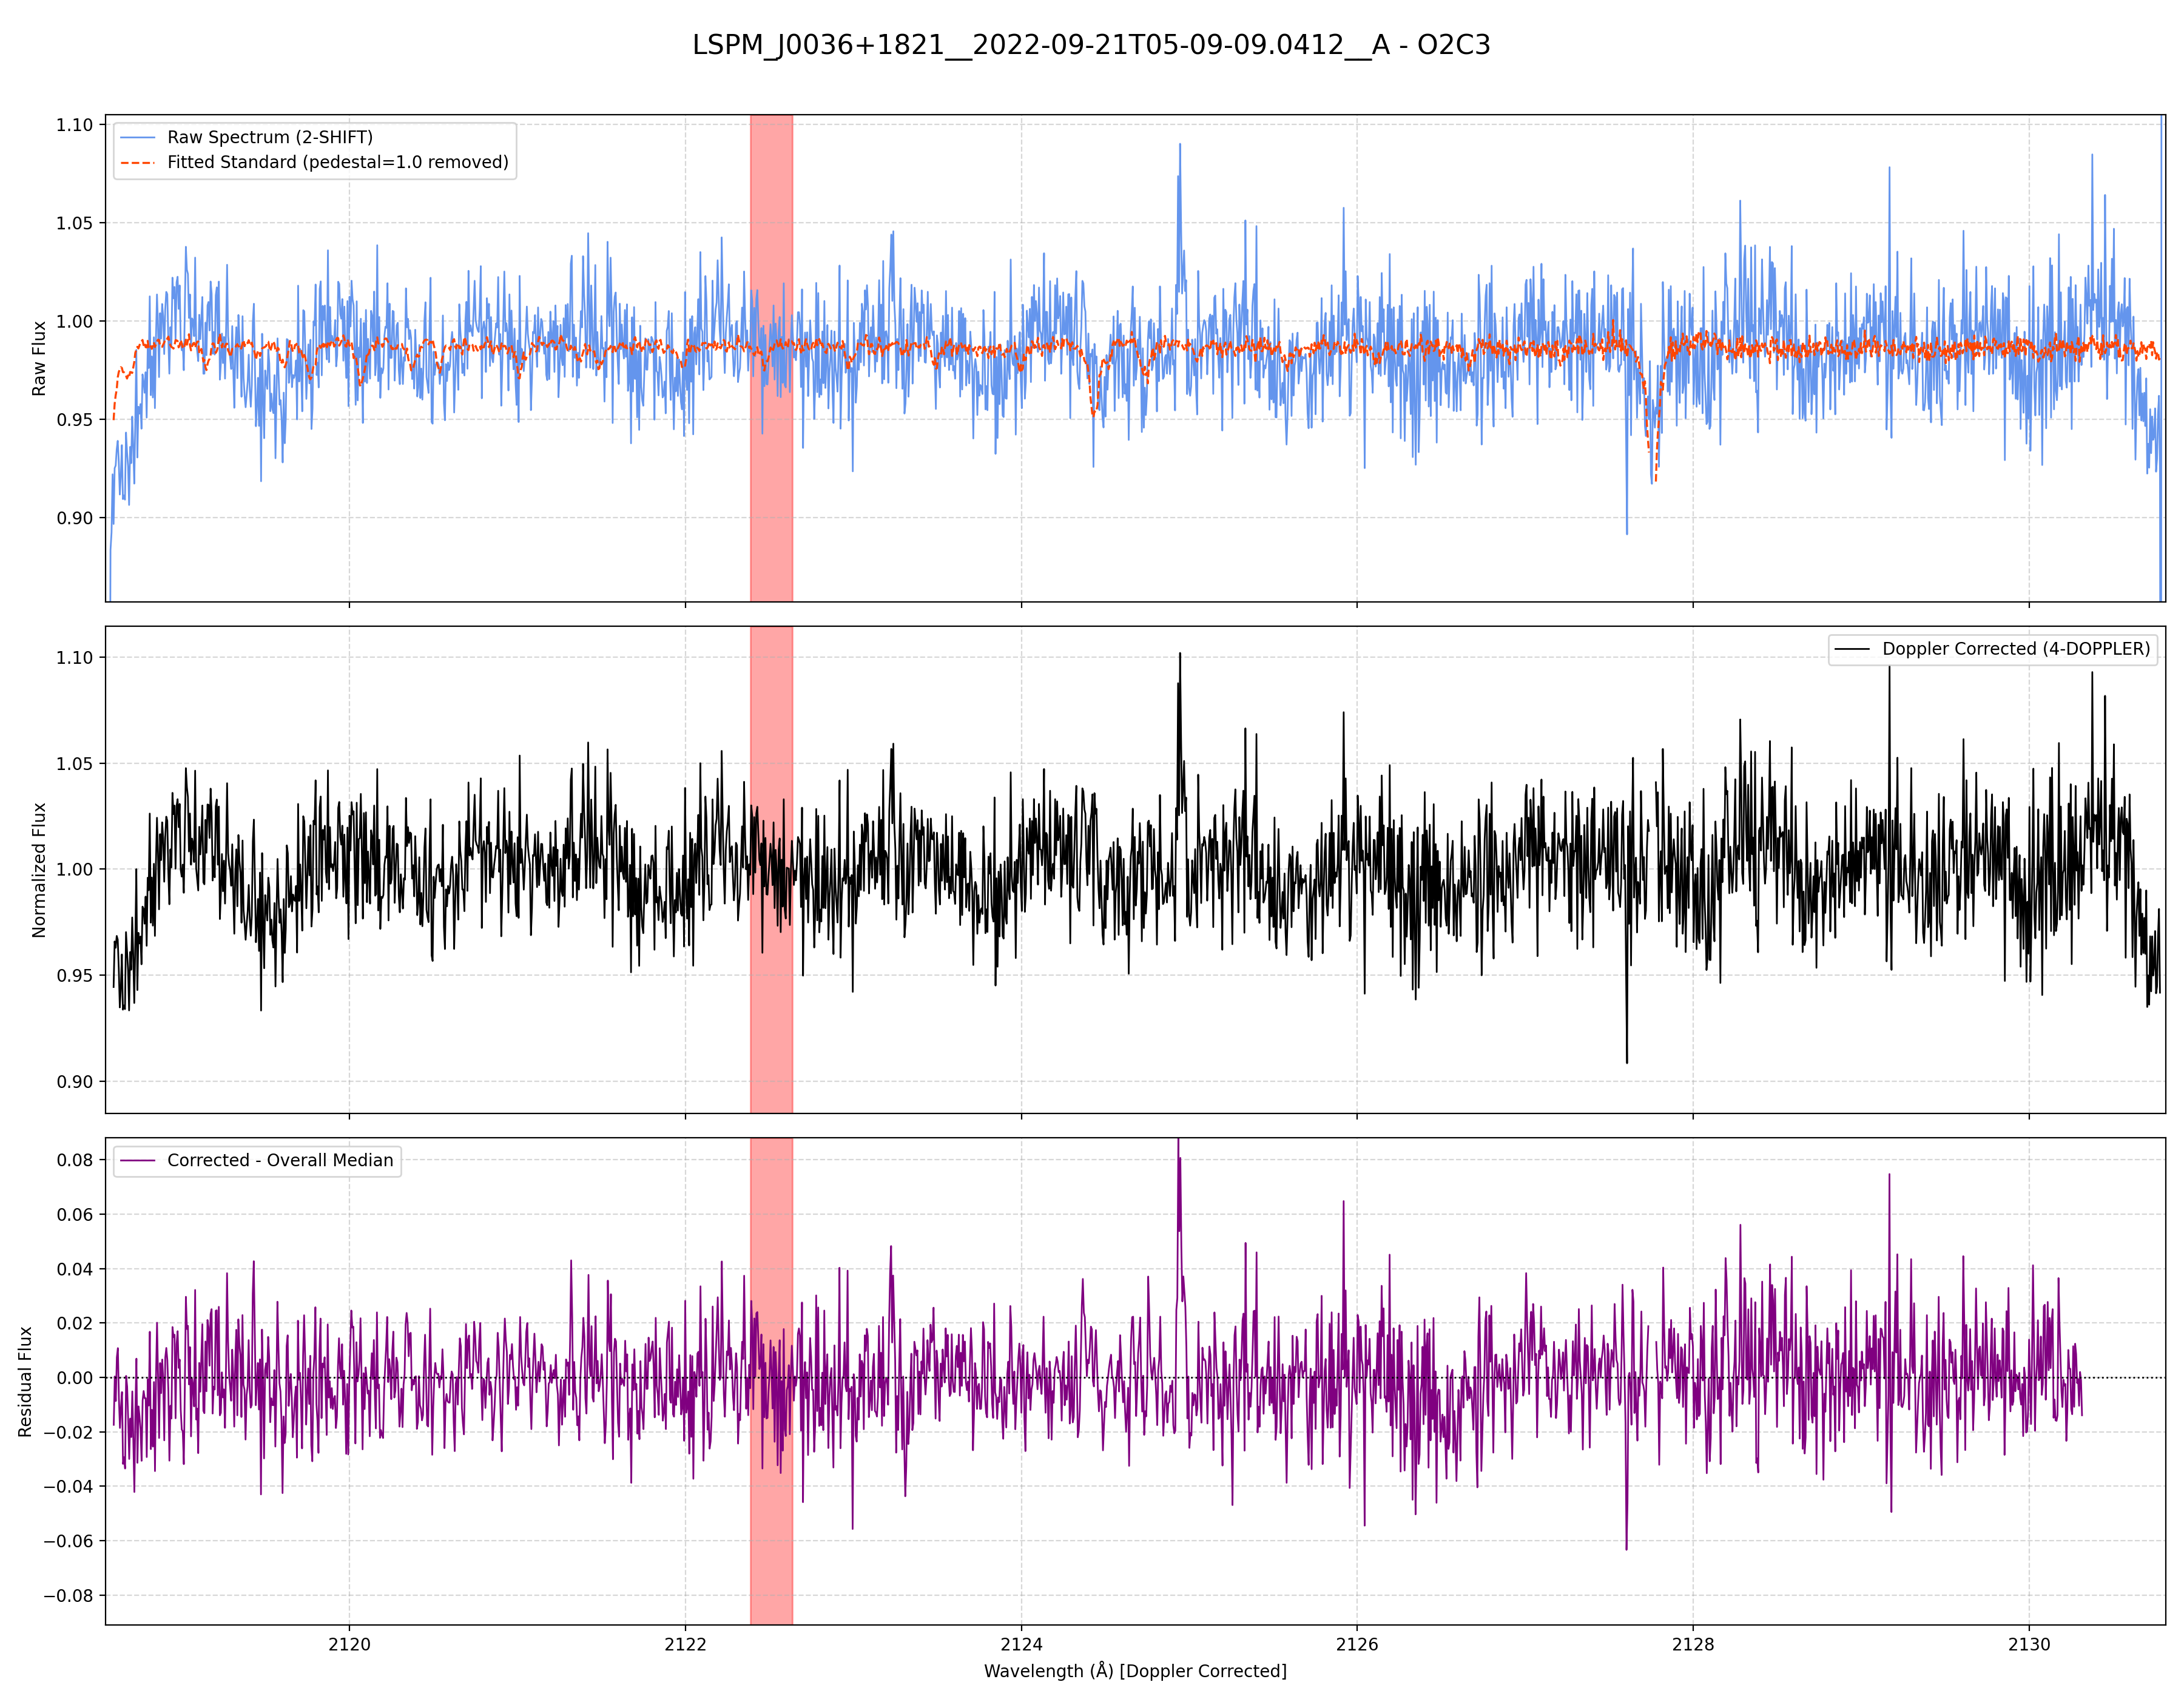 LSPM_J0036+1821__2022-09-21T05-09-09.0412__A - O2C3
Raw Spectrum (2-SHIFT)
Fitted Standard (pedestal=1.0 removed)
1.10
1.05
1.00
0.95
0.90
Raw Flux
Doppler Corrected (4-DOPPLER)
1.10
1.05
1.00
0.95
0.90
Normalized Flux
Corrected - Overall Median
0.08
0.06
0.04
0.02
0.00
−0.02
−0.04
−0.06
−0.08
Residual Flux
2120 2122 2124 2126 2128 2130
Wavelength (Å) [Doppler Corrected]